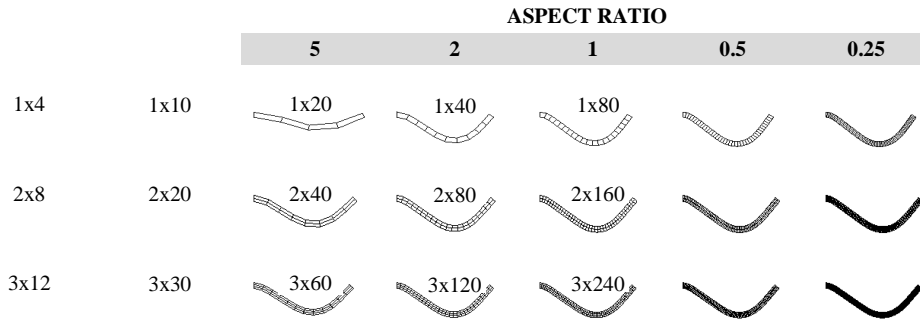 ASPECT RATIO
5 2 1 0.5 0.25
1x4 1x10 1x20 1x40 1x80
2x8 2x20 2x40 2x80 2x160
3x12 3x30 3x60 3x120 3x240